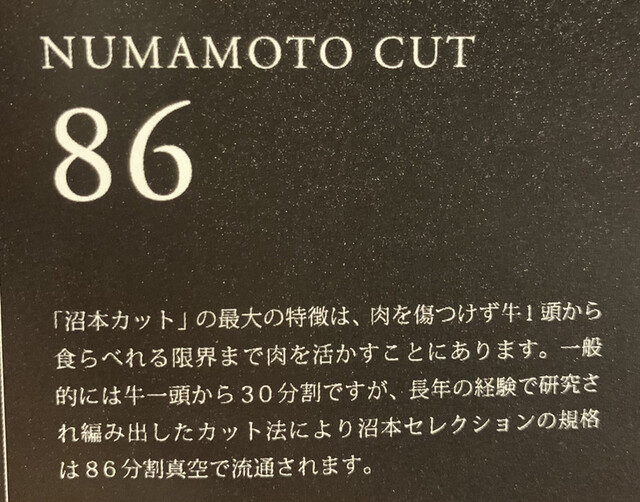 NUMAMOTO CUT
86
「沼本カット」の最大の特徴は、肉を傷つけず牛1頭から
食らべれる限界まで肉を活かすことにあります。一般
的には牛一頭から30分割ですが、長年の経験で研究さ
れ編み出したカット法により沼本セレクションの規格
は86分割真空で流通されます。